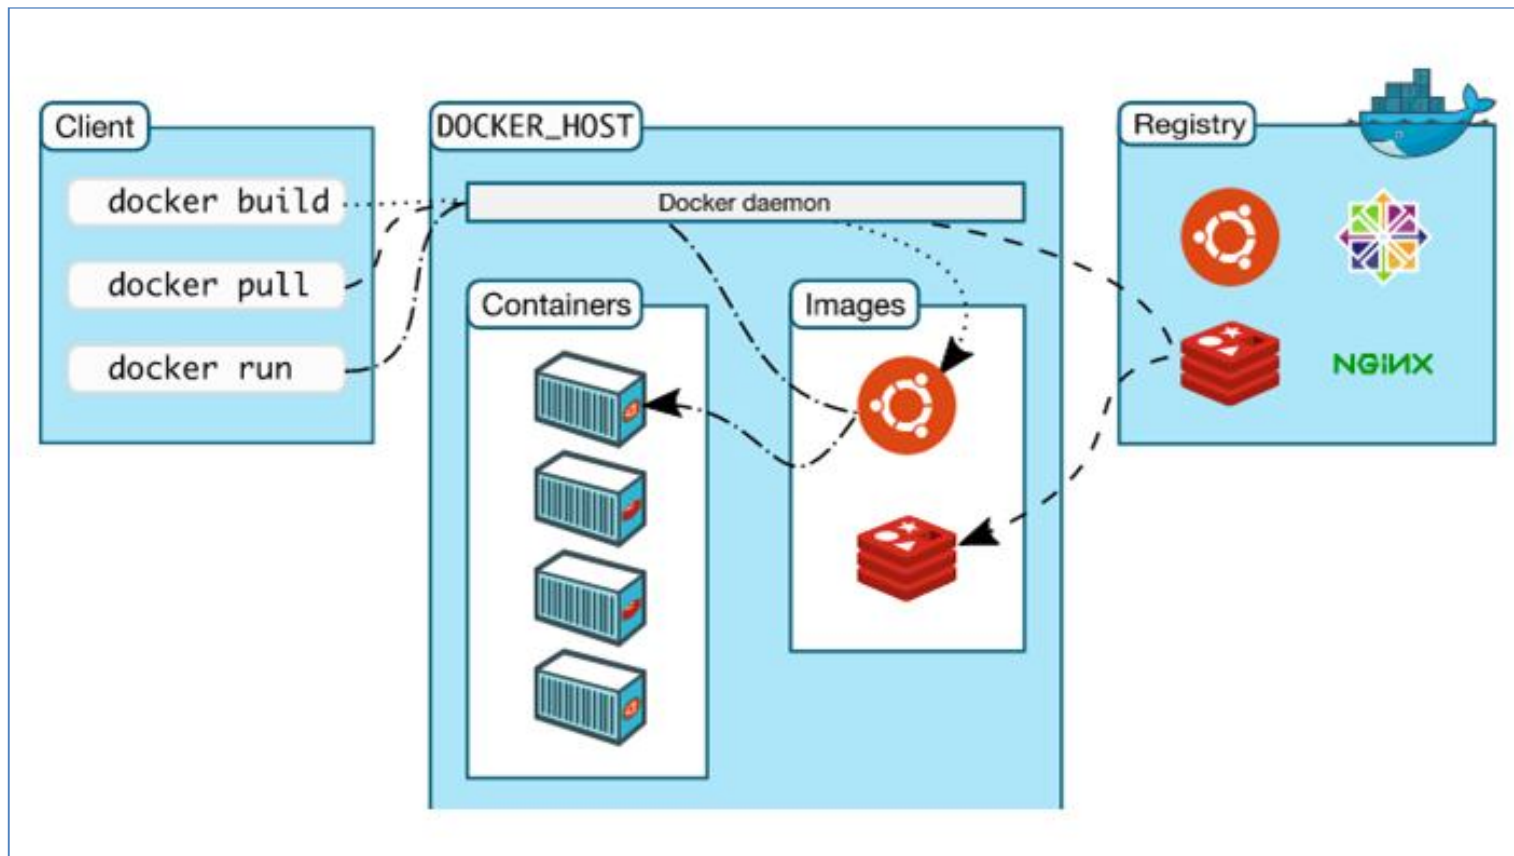 Client
docker build
docker pull
docker run
DOCKER_HOST
Docker daemon
Containers
Images
Registry
NGiNX